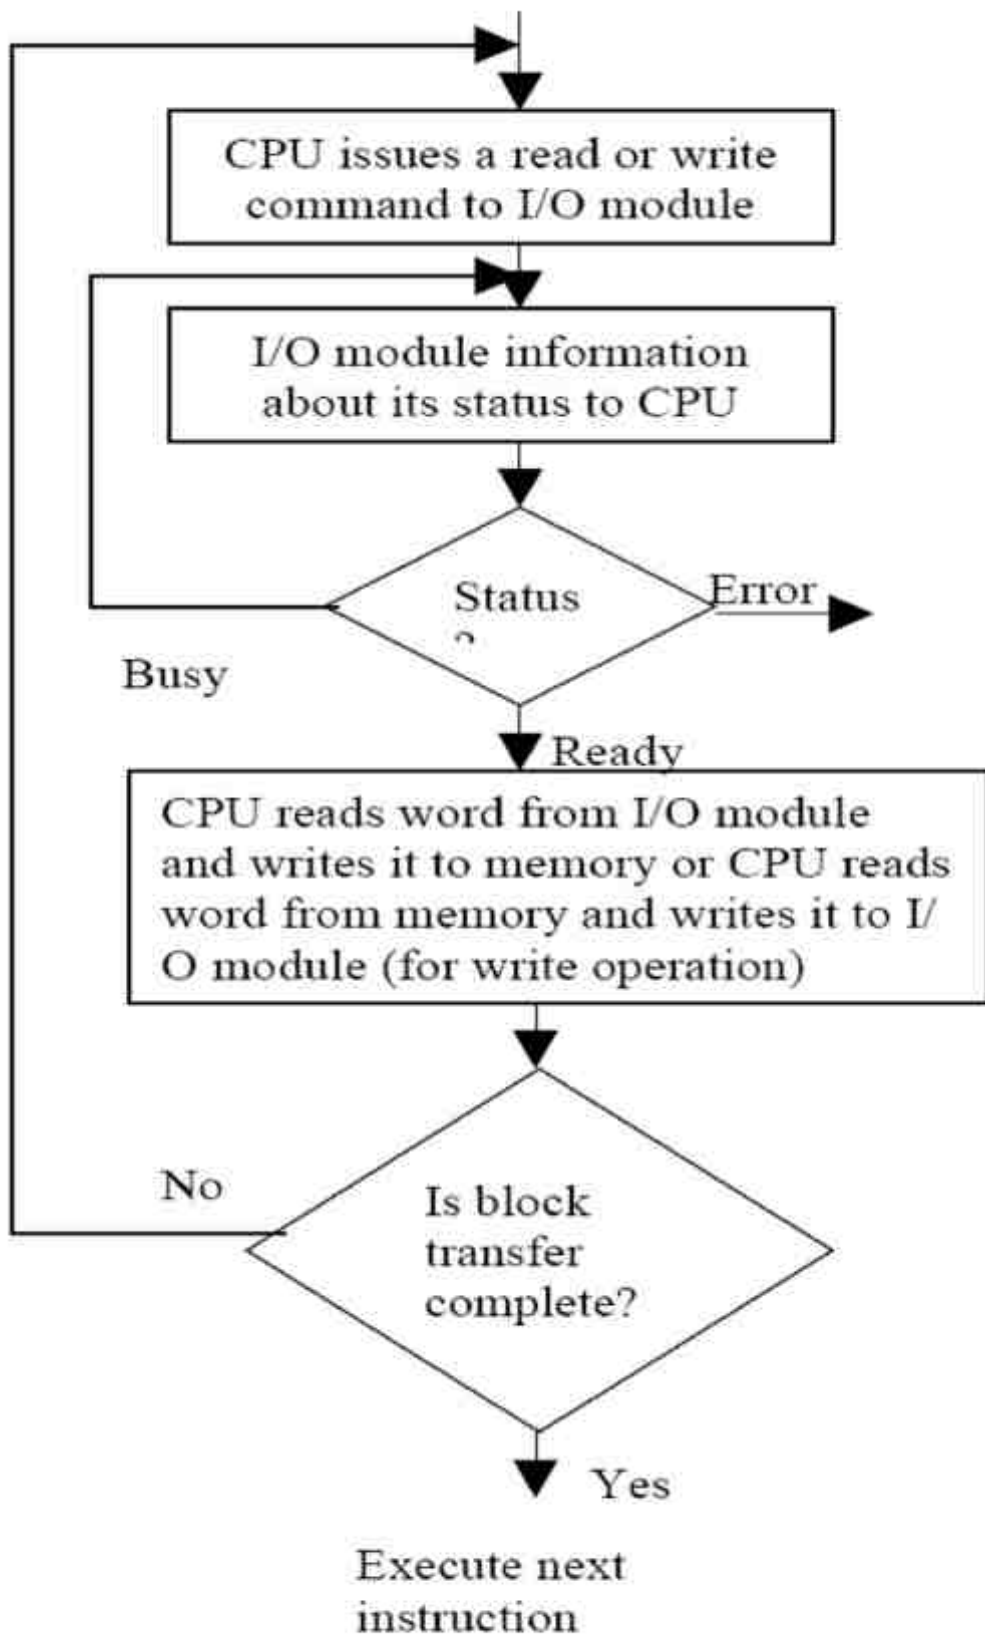 CPU issues a read or write
command to I/O module
I/O module information
about its status to CPU
Status
Error
Busy
Ready
CPU reads word from I/O module
and writes it to memory or CPU reads
word from memory and writes it to I/
O module (for write operation)
No
Is block
transfer
complete?
Yes
Execute next
instruction